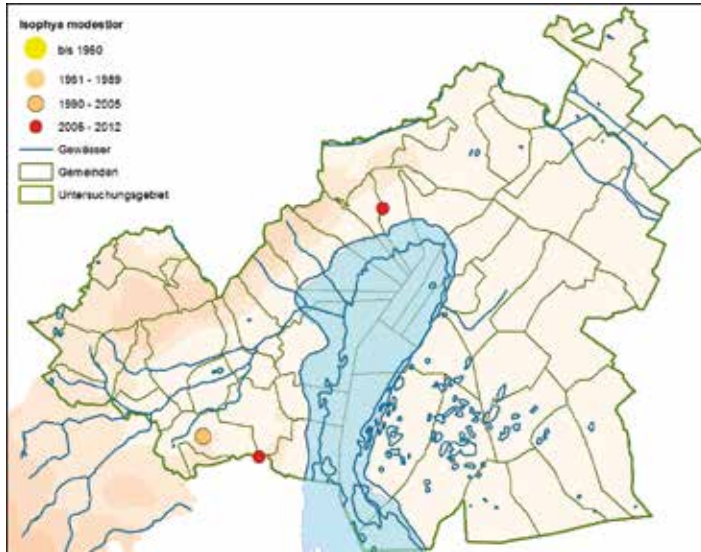 Isophya modestior
bis 1960
1961 - 1989
1990 - 2005
2006 - 2012
Gewässer
Gemeinden
Untersuchungsgebiet